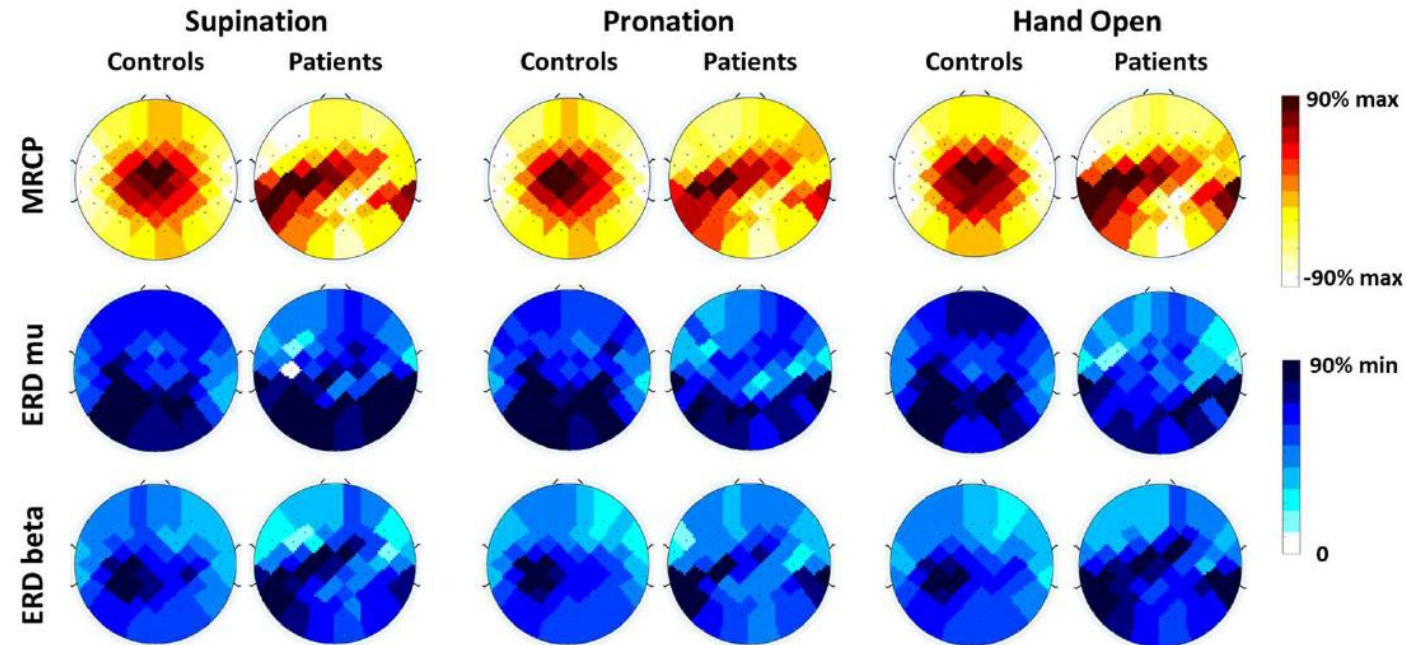 Supination Pronation Hand Open
Controls Patients Controls Patients Controls Patients
MRCP
90% max
-90% max
ERD mu
90% min
ERD beta
0